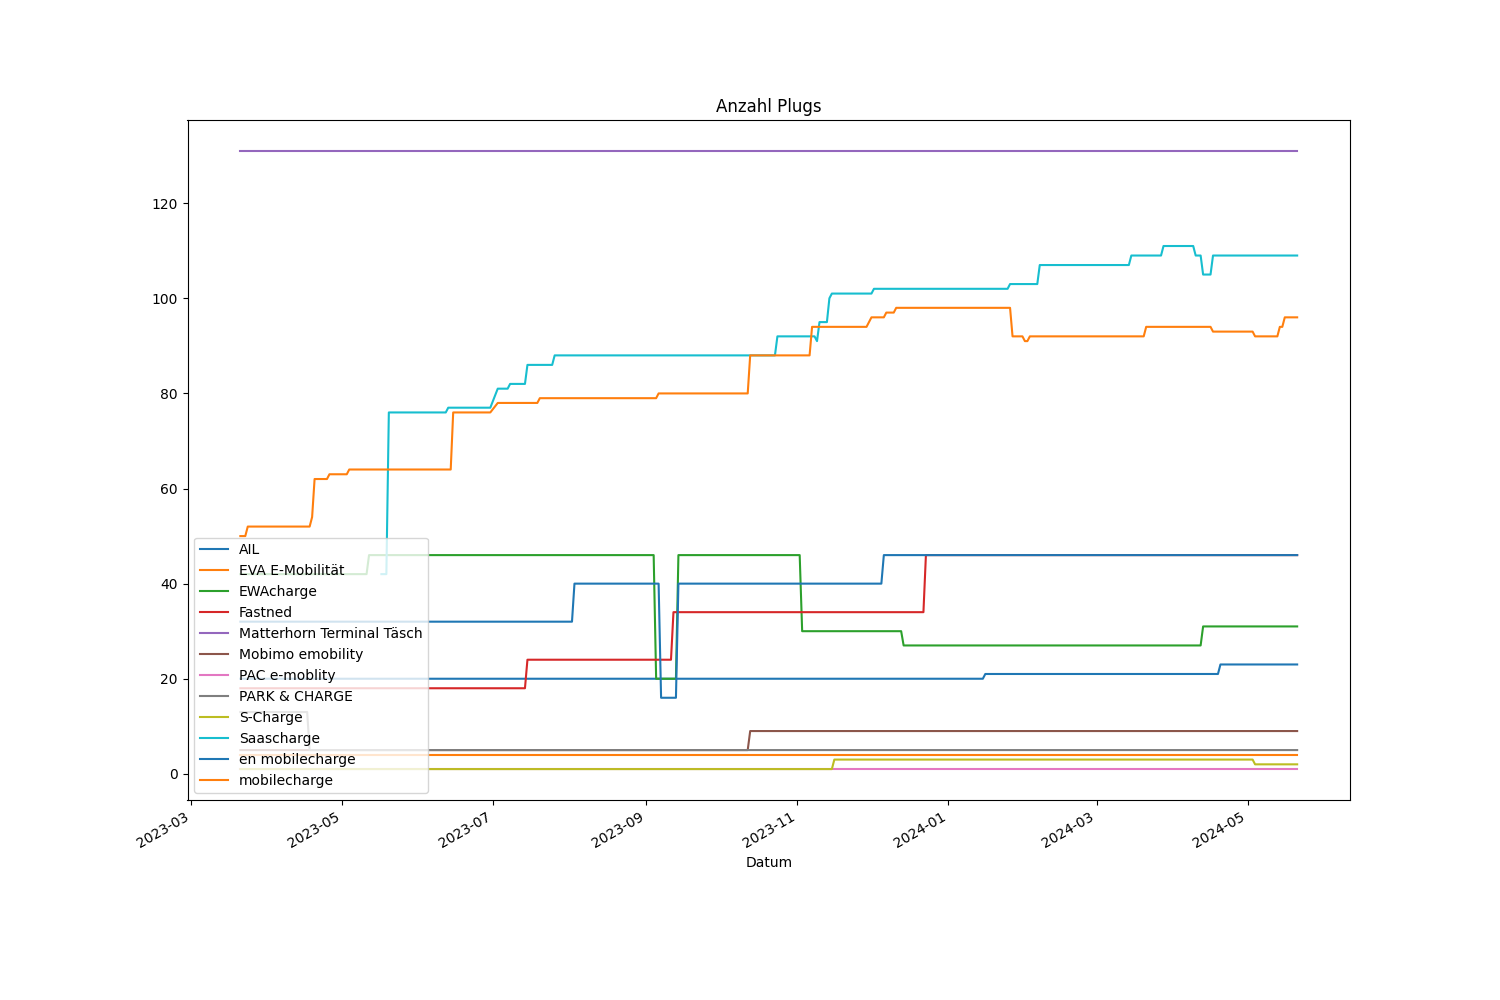 Anzahl Plugs
120
100
80
60
40
20
0
AIL
EVA E-Mobilität
EWAcharge
Fastned
Matterhorn Terminal Täsch
Mobimo emobility
PAC e-moblity
PARK & CHARGE
S-Charge
Saascharge
en mobilecharge
mobilecharge
2023-03
2023-05
2023-07
2023-09
2023-11
2024-01
2024-03
2024-05
Datum